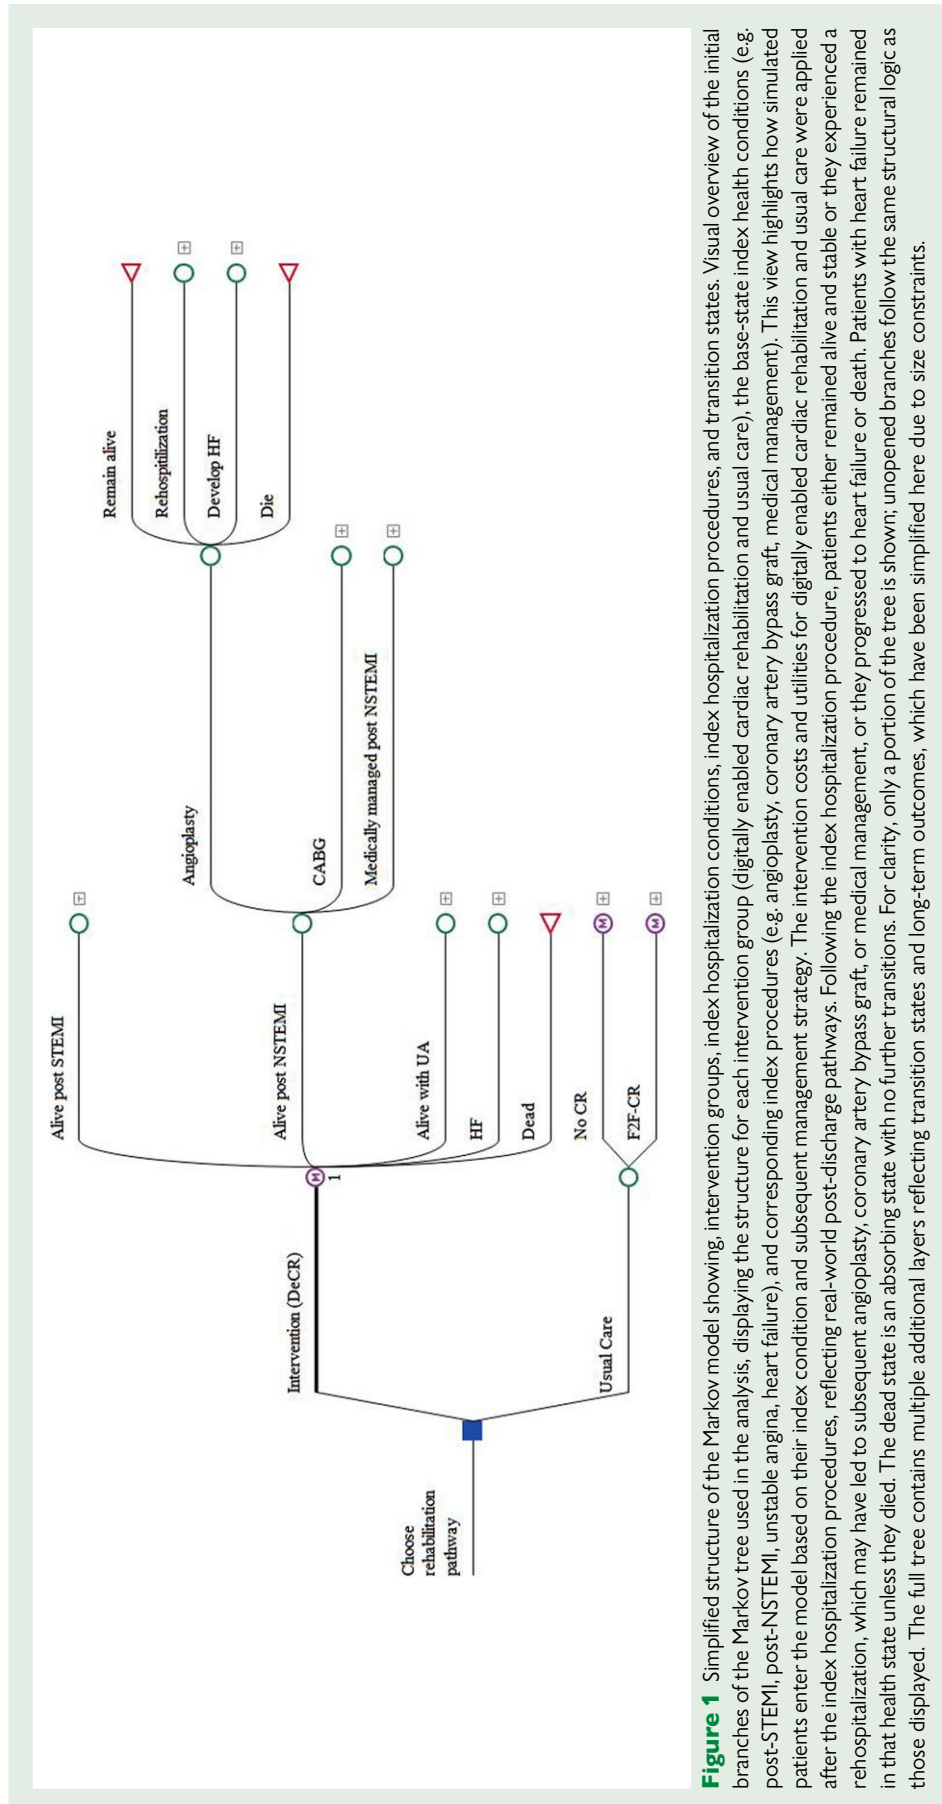 Choose
rehabilitation
pathway
Intervention (DeCR)
M
1
Alive post STEMI
+
Alive post NSTEMI
Angioplasty
Remain alive
Rehospitilization
+
Develop HF
+
Die
CABG
+
Medically managed post NSTEMI
+
Alive with UA
+
HF
+
Dead
Usual Care
No CR
M
+
F2F-CR
M
+
Figure 1 Simplified structure of the Markov model showing, intervention groups, index hospitalization conditions, index hospitalization procedures, and transition states. Visual overview of the initial
branches of the Markov tree used in the analysis, displaying the structure for each intervention group (digitally enabled cardiac rehabilitation and usual care), the base-state index health conditions (e.g.
post-STEMI, post-NSTEMI, unstable angina, heart failure), and corresponding index procedures (e.g. angioplasty, coronary artery bypass graft, medical management). This view highlights how simulated
patients enter the model based on their index condition and subsequent management strategy. The intervention costs and utilities for digitally enabled cardiac rehabilitation and usual care were applied
after the index hospitalization procedures, reflecting real-world post-discharge pathways. Following the index hospitalization procedure, patients either remained alive and stable or they experienced a
rehospitalization, which may have led to subsequent angioplasty, coronary artery bypass graft, or medical management, or they progressed to heart failure or death. Patients with heart failure remained
in that health state unless they died. The dead state is an absorbing state with no further transitions. For clarity, only a portion of the tree is shown; unopened branches follow the same structural logic as
those displayed. The full tree contains multiple additional layers reflecting transition states and long-term outcomes, which have been simplified here due to size constraints.